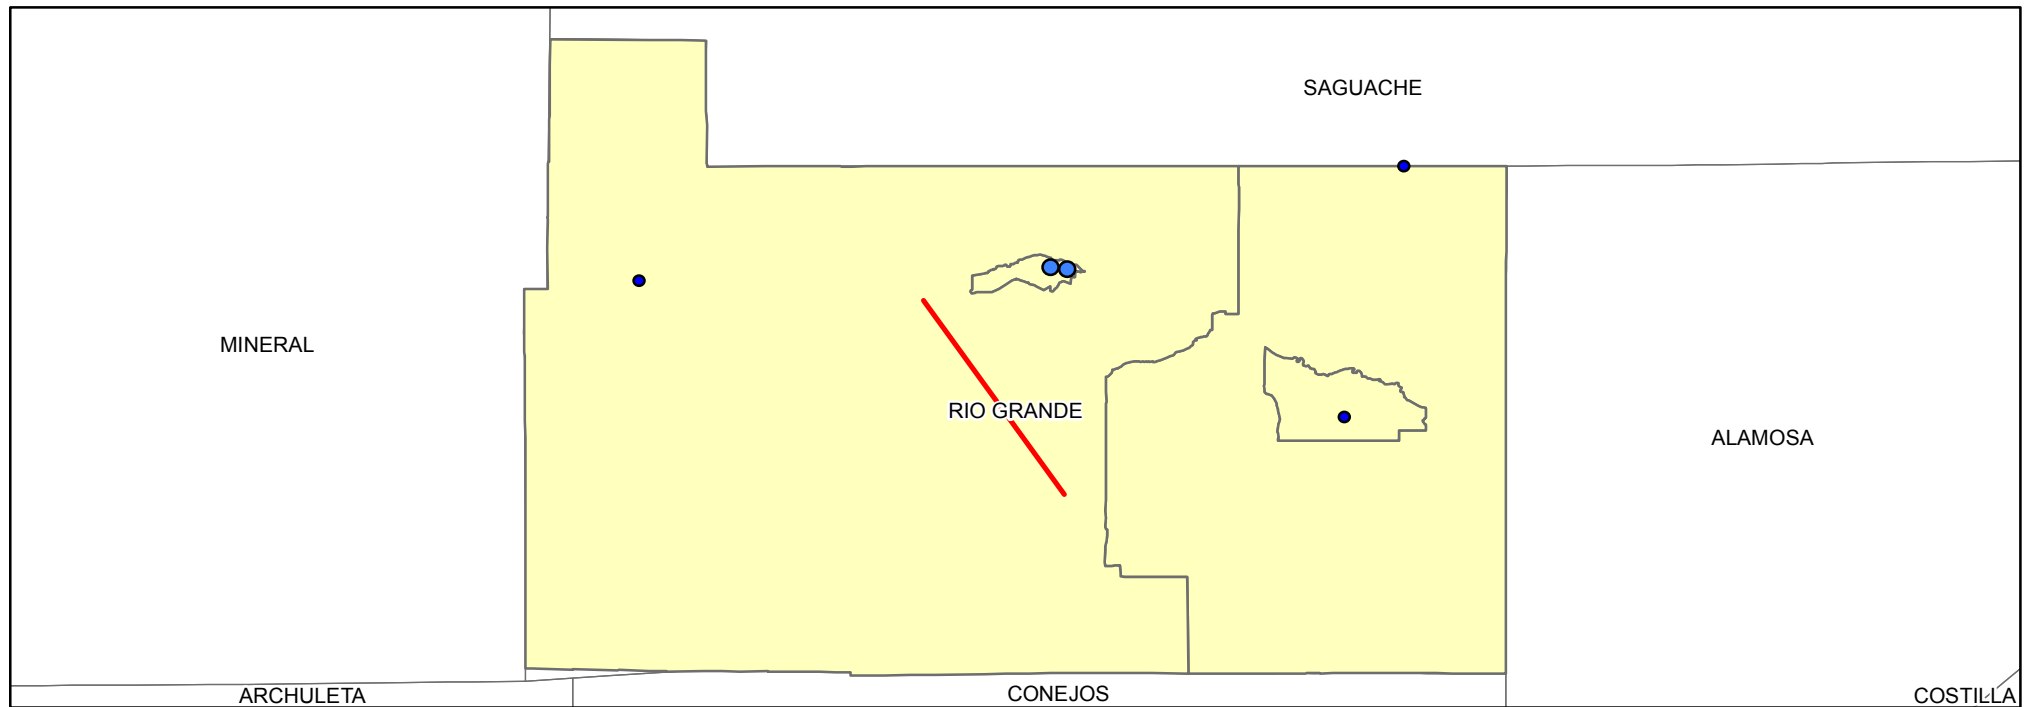 SAGUACHE
MINERAL
RIO GRANDE
ALAMOSA
ARCHULETA
CONEJOS
COSTILLA